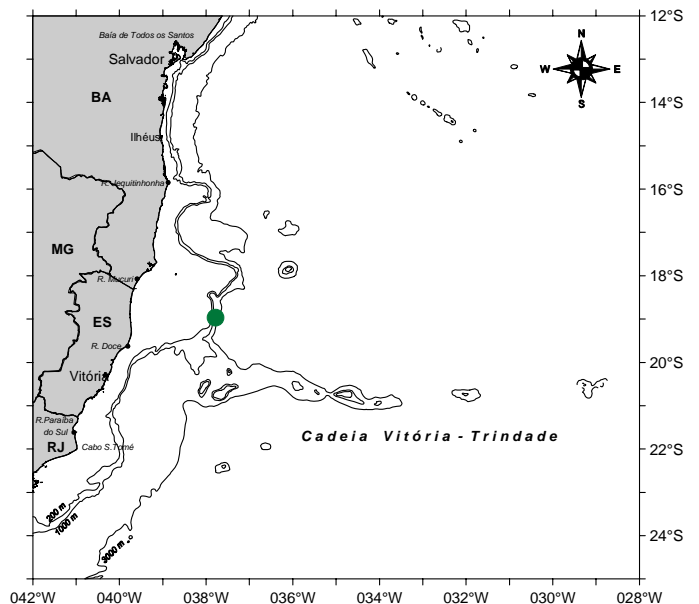 12°S
Baía de Todos os Santos
N
Salvador
W
E
S
BA
14°S
Ilhéus
R. Jequitinhonha
16°S
MG
18°S
R. Mucuri
ES
R. Doce
20°S
Vitória
R.Paraíba
do Sul
RJ
Cabo S.Tomé
Cadeia Vitória - Trindade
22°S
200 m
1000 m
3000 m
24°S
042°W
040°W
038°W
036°W
034°W
032°W
030°W
028°W